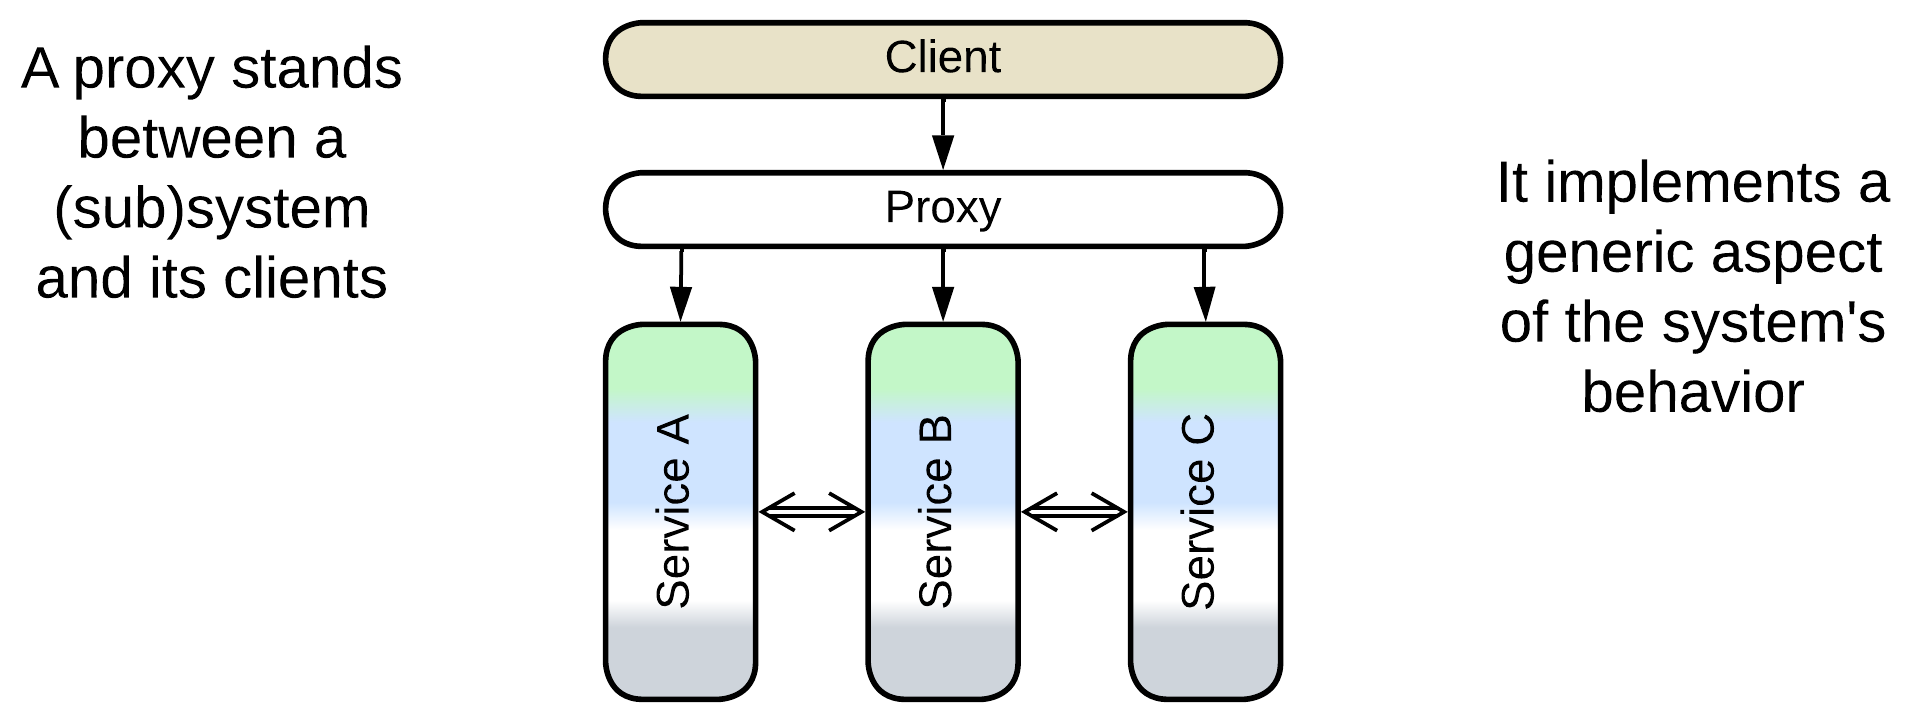 A proxy stands
between a
(sub)system
and its clients
Client
Proxy
Service A
Service B
Service C
It implements a
generic aspect
of the system's
behavior